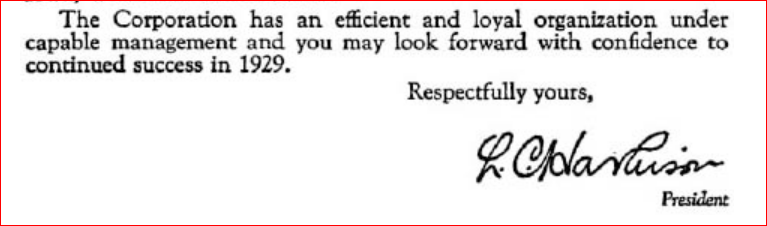 The Corporation has an efficient and loyal organization under
capable management and you may look forward with confidence to
continued success in 1929.
Respectfully yours,
L. C. Harrison
President